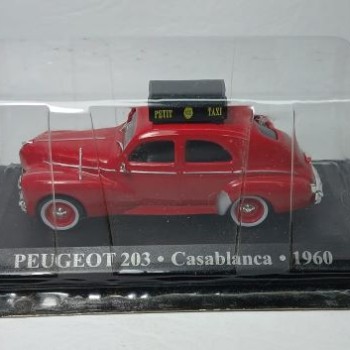 PETIT TAXI
PEUGEOT 203 • Casablanca • 1960